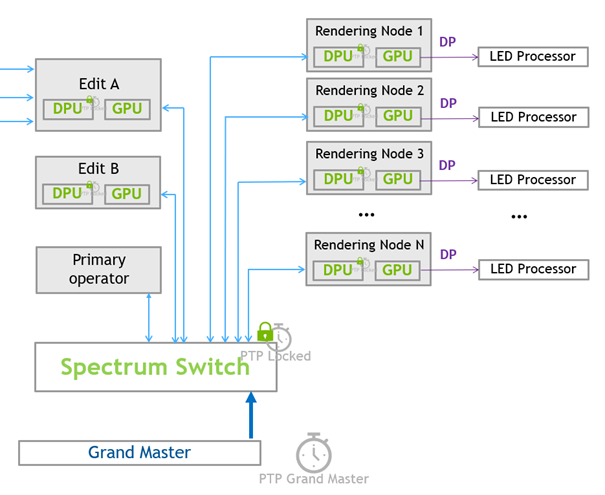 Edit A
DPU
GPU
Edit B
DPU
GPU
Primary
operator
Rendering Node 1
DPU
GPU
DP
LED Processor
Rendering Node 2
DPU
GPU
DP
LED Processor
Rendering Node 3
DPU
GPU
DP
LED Processor
...
...
Rendering Node N
DPU
GPU
DP
LED Processor
PTP Locked
Spectrum Switch
Grand Master
PTP Grand Master